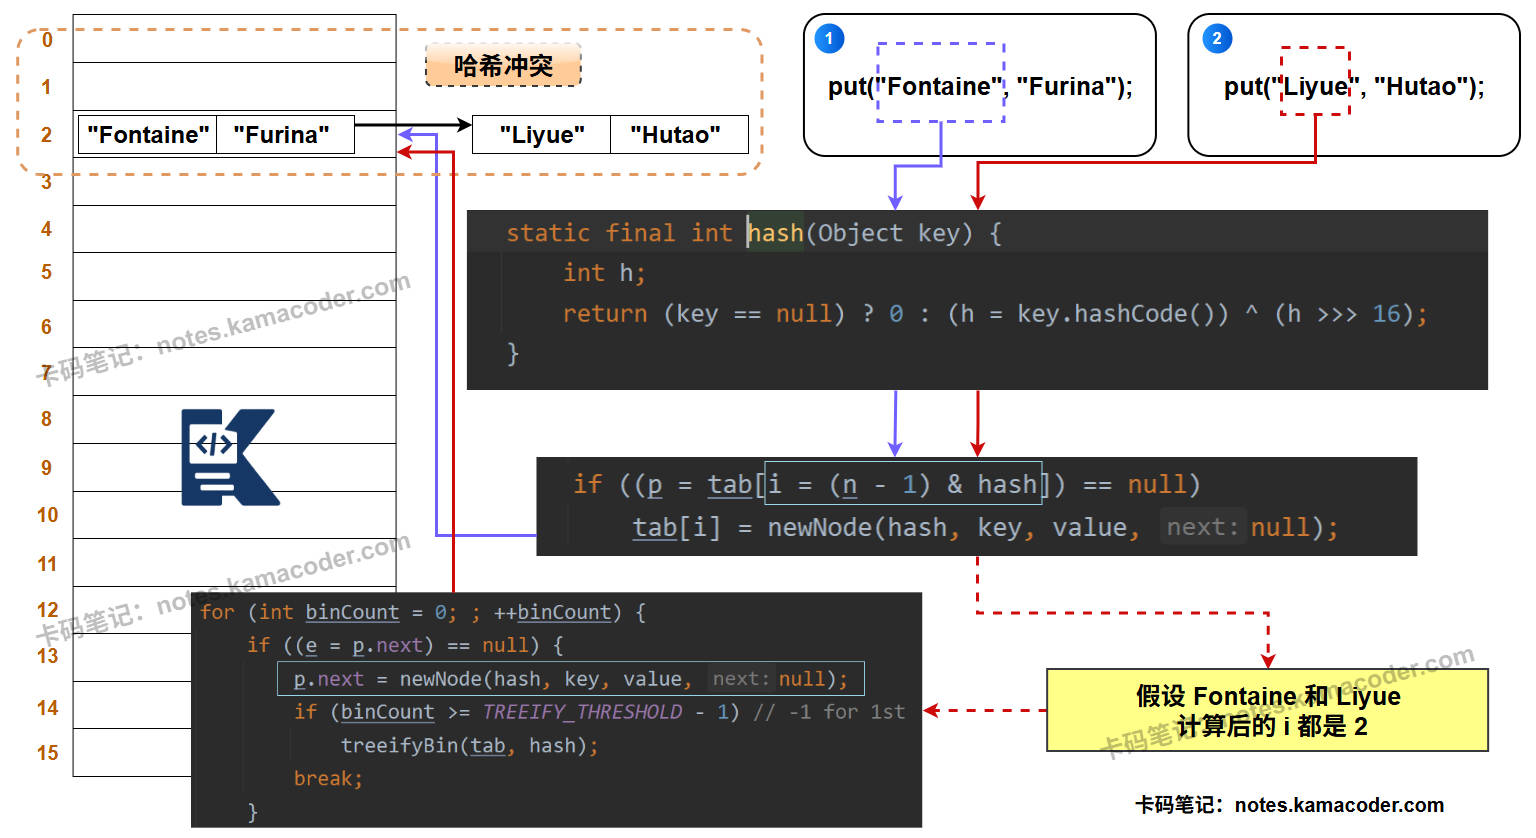 0
1
2
3
4
5
6
7
8
9
10
11
12
13
14
15
哈希冲突
"Fontaine" "Furina"
"Liyue" "Hutao"
1
put("Fontaine", "Furina");
2
put("Liyue", "Hutao");
static final int hash(Object key) {
int h;
return (key == null) ? 0 : (h = key.hashCode()) ^ (h >>> 16);
}
if ((p = tab[i = (n - 1) & hash]) == null)
tab[i] = newNode(hash, key, value, next: null);
for (int binCount = 0; ; ++binCount) {
if ((e = p.next) == null) {
p.next = newNode(hash, key, value, next: null);
if (binCount >= TREEIFY_THRESHOLD - 1) // -1 for 1st
treeifyBin(tab, hash);
break;
}
假设 Fontaine 和 Liyue
计算后的 i 都是 2
卡码笔记：notes.kamacoder.com
卡码笔记：notes.kamacoder.com
卡码笔记：notes.kamacoder.com
</>
卡码笔记：notes.kamacoder.com